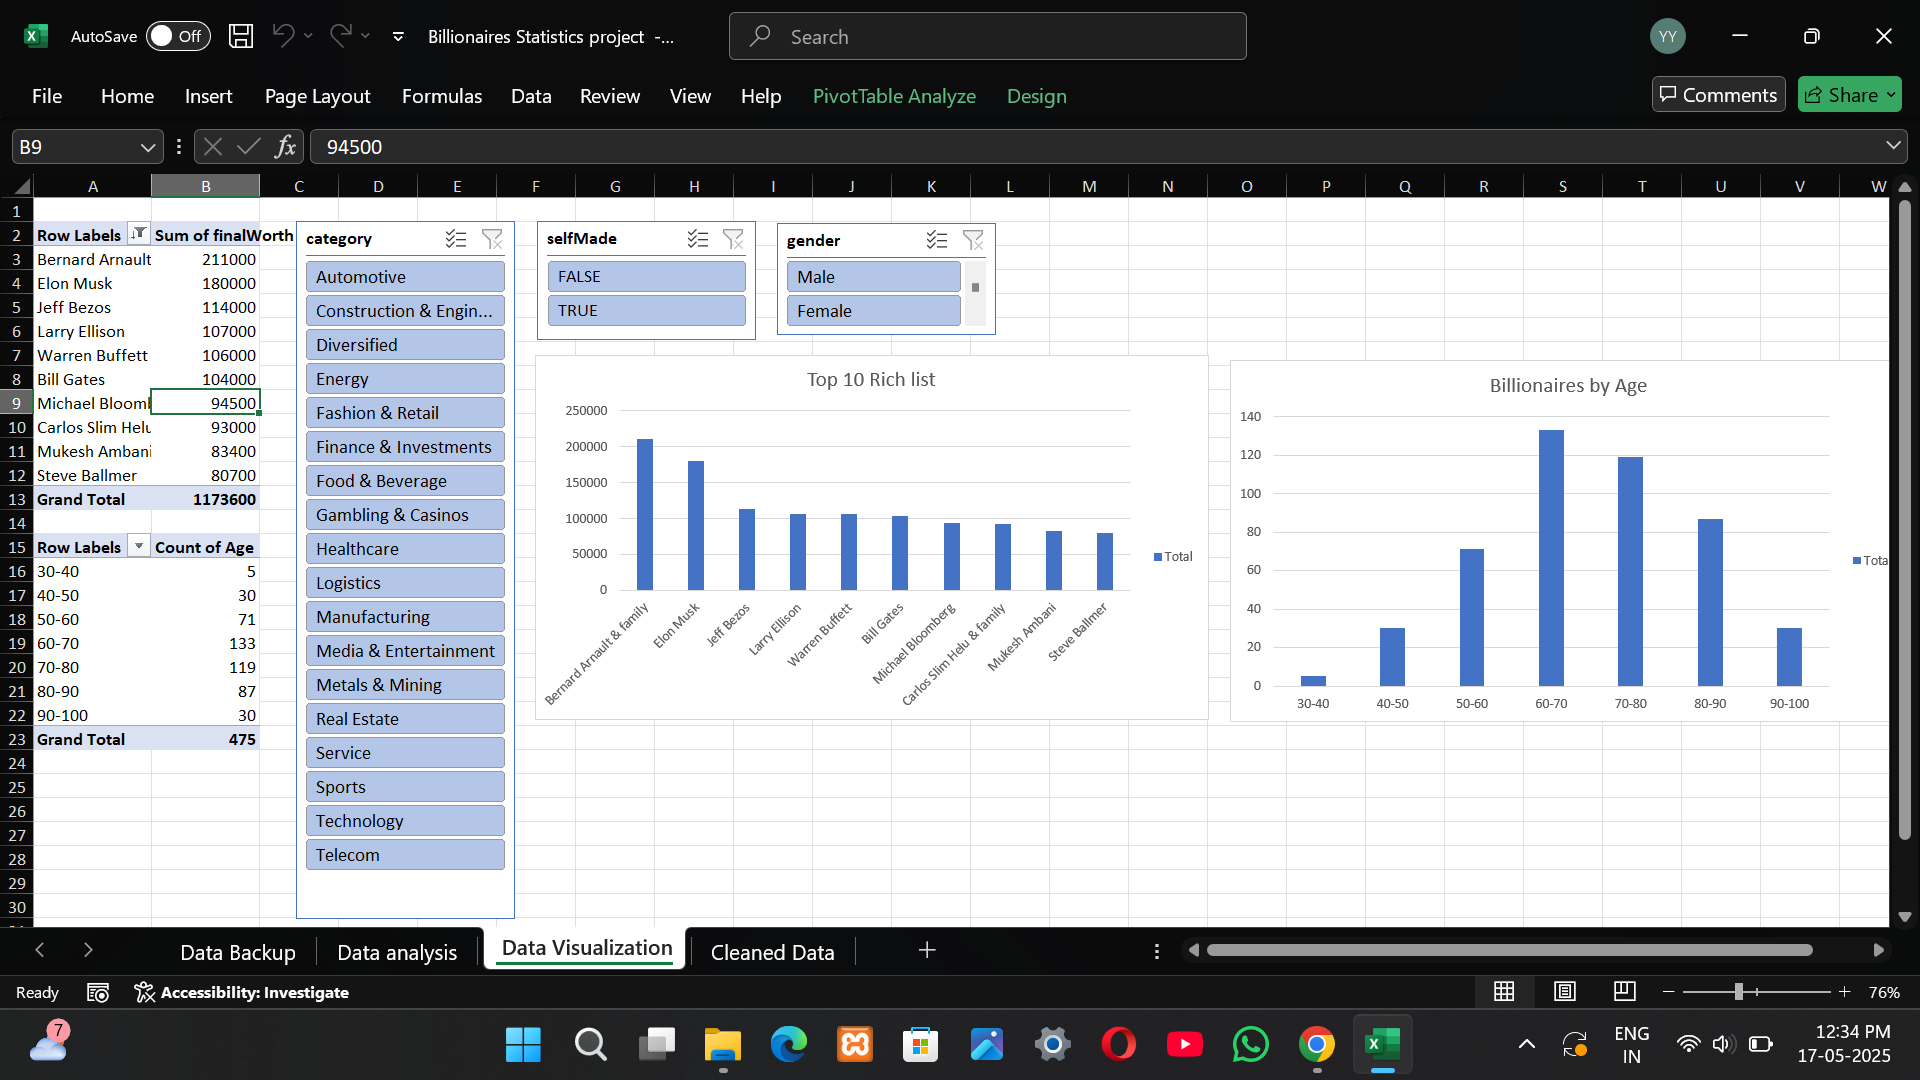 AutoSave Off Billionaires Statistics project -... Search YY
File Home Insert Page Layout Formulas Data Review View Help PivotTable Analyze Design Comments Share
B9 fx 94500
A B C D E F G H I J K L M N O P Q R S T U V W
1
2 Row Labels Sum of finalWorth
3 Bernard Arnault 211000
4 Elon Musk 180000
5 Jeff Bezos 114000
6 Larry Ellison 107000
7 Warren Buffett 106000
8 Bill Gates 104000
9 Michael Bloomb 94500
10 Carlos Slim Helu 93000
11 Mukesh Ambani 83400
12 Steve Ballmer 80700
13 Grand Total 1173600
14
15 Row Labels Count of Age
16 30-40 5
17 40-50 30
18 50-60 71
19 60-70 133
20 70-80 119
21 80-90 87
22 90-100 30
23 Grand Total 475
24
25
26
27
28
29
30
category
Automotive
Construction & Engin...
Diversified
Energy
Fashion & Retail
Finance & Investments
Food & Beverage
Gambling & Casinos
Healthcare
Logistics
Manufacturing
Media & Entertainment
Metals & Mining
Real Estate
Service
Sports
Technology
Telecom
selfMade
FALSE
TRUE
gender
Male
Female
Top 10 Rich list
250000
200000
150000
100000
50000
0
Bernard Arnault & family
Elon Musk
Jeff Bezos
Larry Ellison
Warren Buffett
Bill Gates
Michael Bloomberg
Carlos Slim Helu & family
Mukesh Ambani
Steve Ballmer
Total
Billionaires by Age
140
120
100
80
60
40
20
0
30-40 40-50 50-60 60-70 70-80 80-90 90-100
Tota
Data Backup Data analysis Data Visualization Cleaned Data
Ready Accessibility: Investigate 76%
7
ENG
IN
12:34 PM
17-05-2025